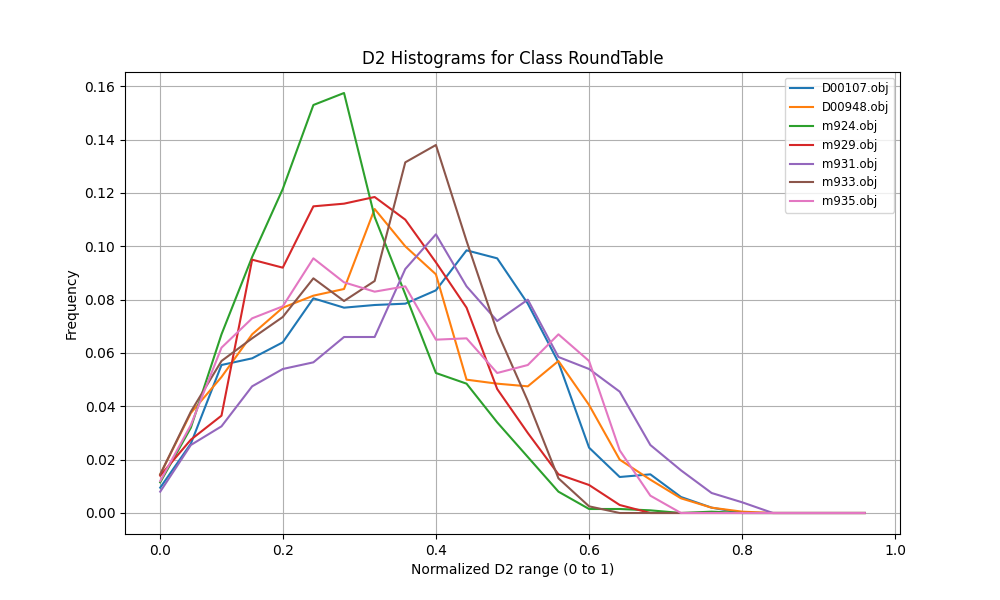 D2 Histograms for Class RoundTable
0.16
0.14
0.12
0.10
0.08
0.06
0.04
0.02
0.00
Frequency
D00107.obj
D00948.obj
m924.obj
m929.obj
m931.obj
m933.obj
m935.obj
0.0 0.2 0.4 0.6 0.8 1.0
Normalized D2 range (0 to 1)